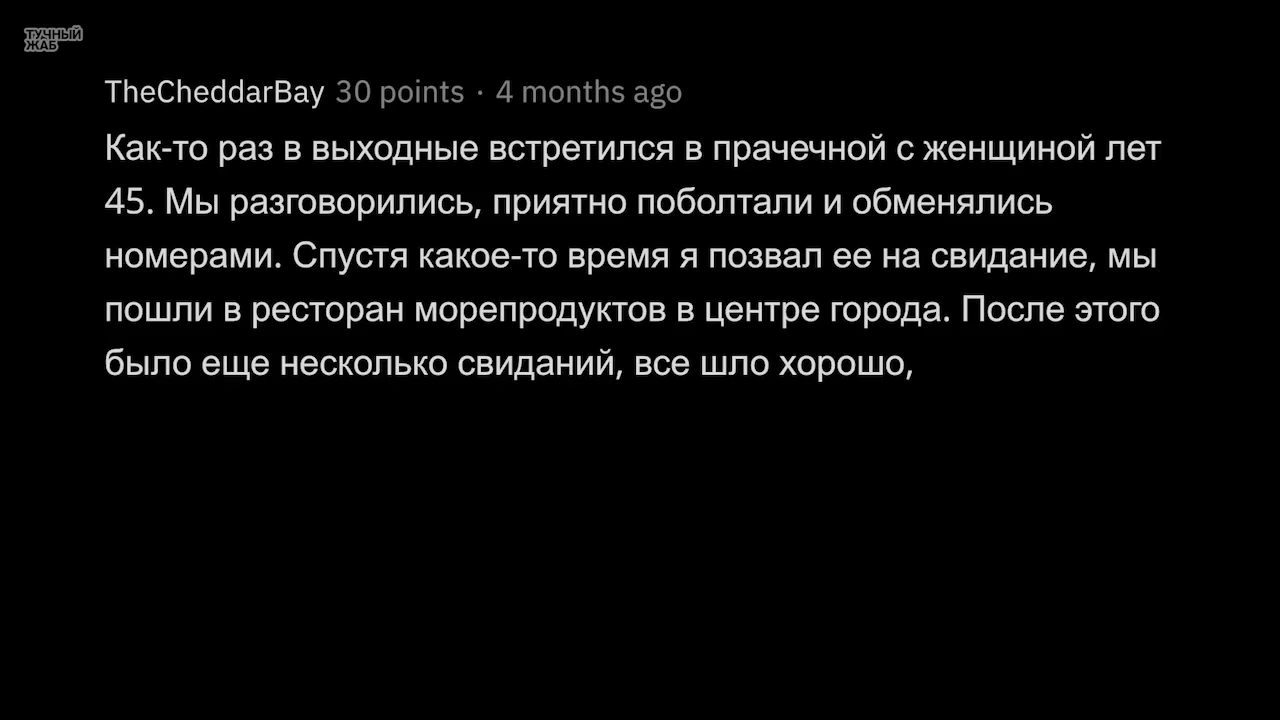 ТУЧНЫЙ
ЖАБ
TheCheddarBay 30 points · 4 months ago
Как-то раз в выходные встретился в прачечной с женщиной лет
45. Мы разговорились, приятно поболтали и обменялись
номерами. Спустя какое-то время я позвал ее на свидание, мы
пошли в ресторан морепродуктов в центре города. После этого
было еще несколько свиданий, все шло хорошо,